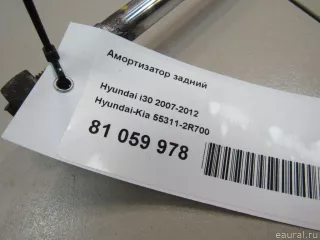 Амортизатор задний
Hyundai i30 2007-2012
Hyundai-Kia 55311-2R700
81 059 978
eaural.ru